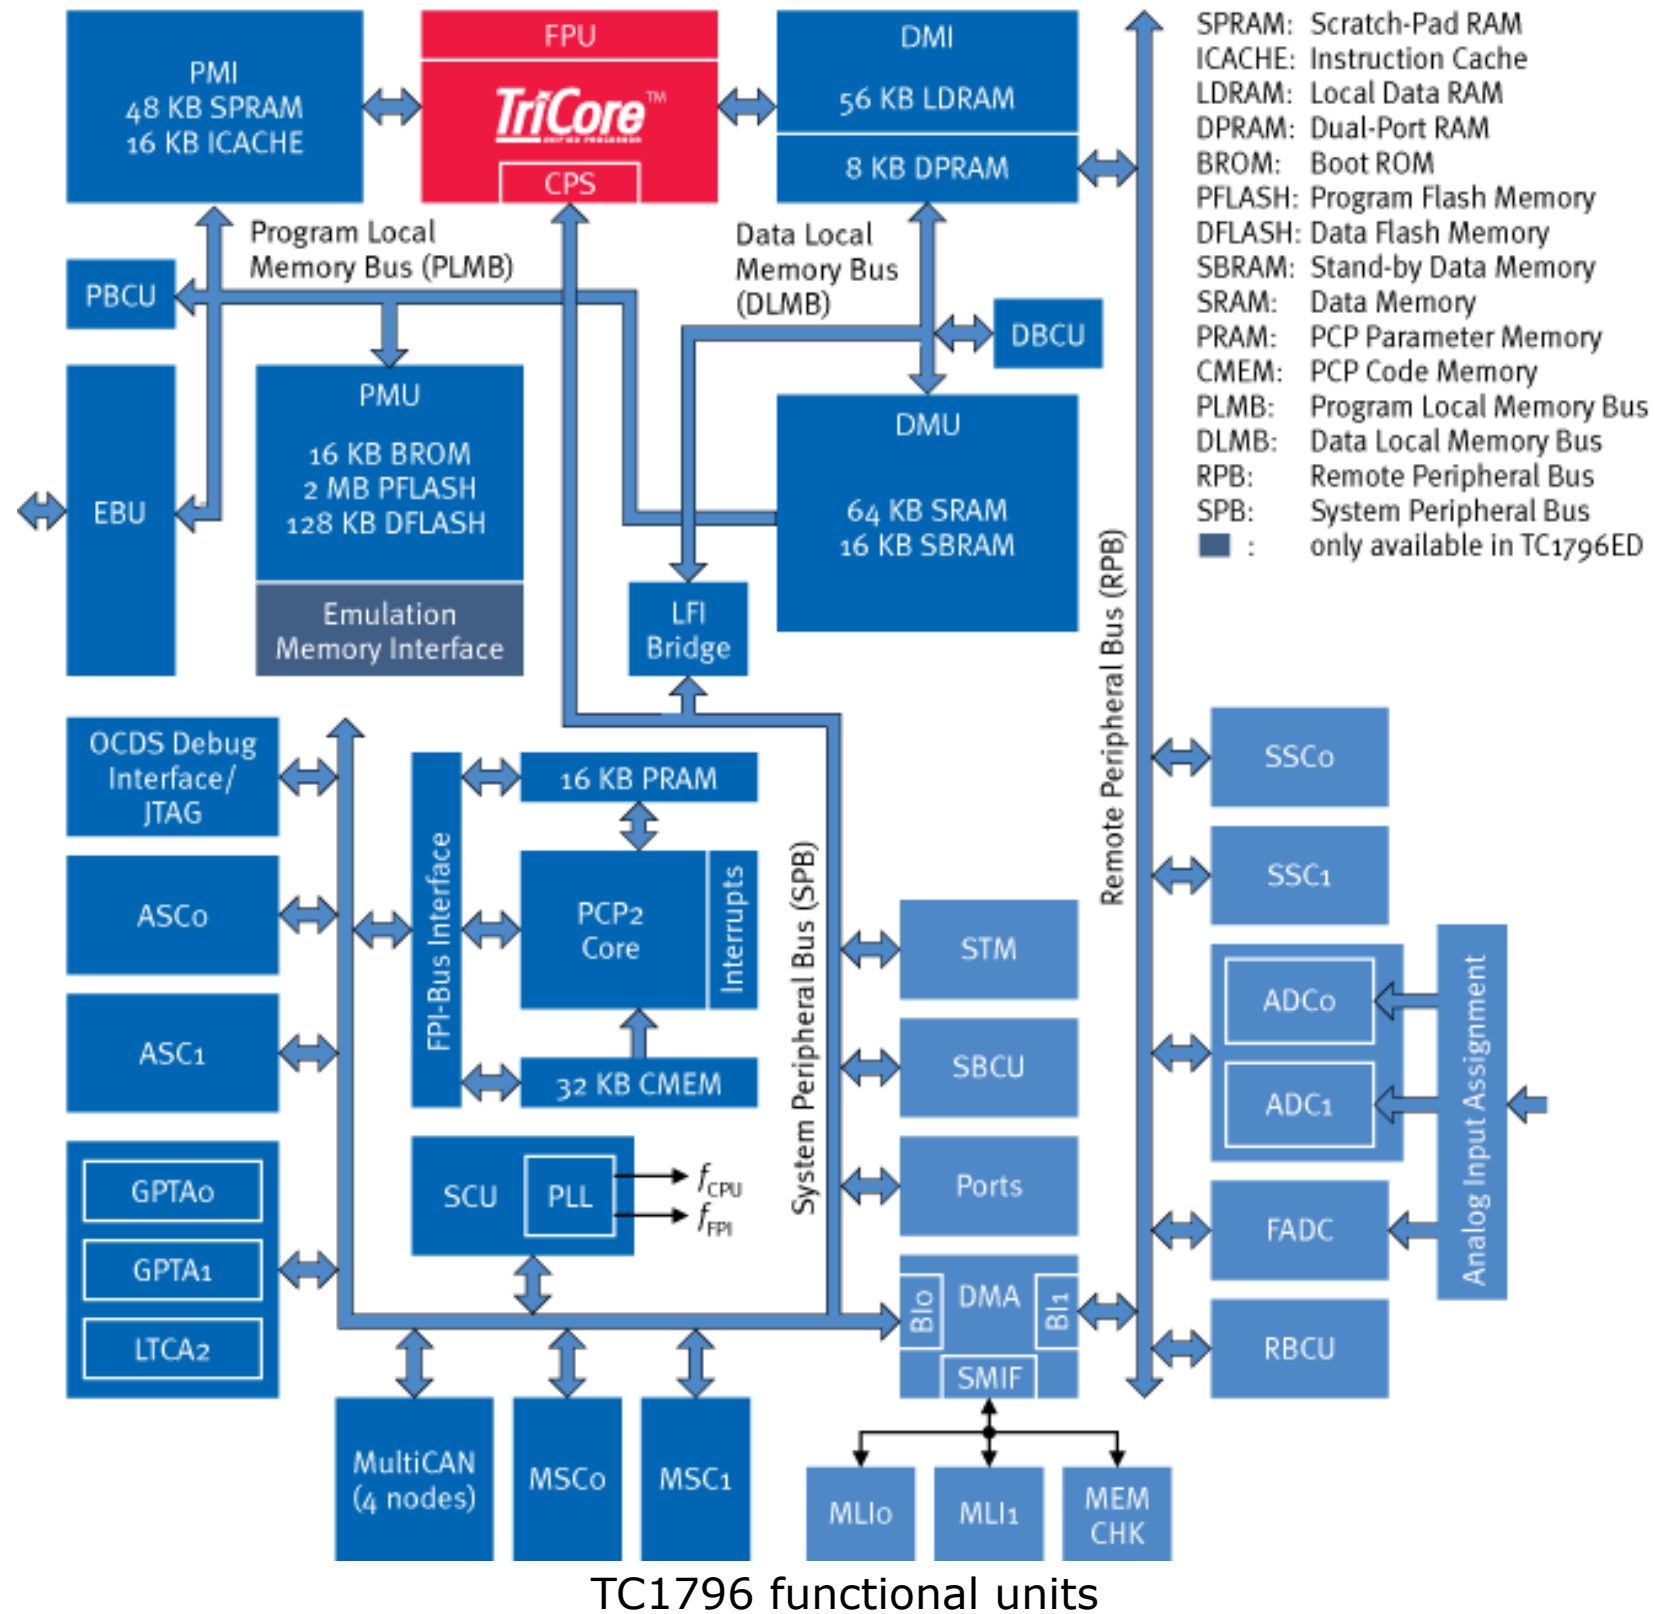 PMI
48 KB SPRAM
16 KB ICACHE
FPU
TriCore™
CPS
DMI
56 KB LDRAM
8 KB DPRAM
SPRAM: Scratch-Pad RAM
ICACHE: Instruction Cache
LDRAM: Local Data RAM
DPRAM: Dual-Port RAM
BROM: Boot ROM
PFLASH: Program Flash Memory
DFLASH: Data Flash Memory
SBRAM: Stand-by Data Memory
SRAM: Data Memory
PRAM: PCP Parameter Memory
CMEM: PCP Code Memory
PLMB: Program Local Memory Bus
DLMB: Data Local Memory Bus
RPB: Remote Peripheral Bus
SPB: System Peripheral Bus
: only available in TC1796ED
Program Local
Memory Bus (PLMB)
Data Local
Memory Bus
(DLMB)
PBCU
DBCU
EBU
PMU
16 KB BROM
2 MB PFLASH
128 KB DFLASH
Emulation
Memory Interface
DMU
64 KB SRAM
16 KB SBRAM
LFI
Bridge
Remote Peripheral Bus (RPB)
OCDS Debug
Interface/
JTAG
ASC0
ASC1
GPTA0
GPTA1
LTCA2
FPI-Bus Interface
16 KB PRAM
PCP2
Core
Interrupts
32 KB CMEM
SCU
PLL
fCPU
fFPI
System Peripheral Bus (SPB)
STM
SBCU
Ports
DMA
BI0
BI1
SMIF
SSC0
SSC1
ADC0
ADC1
FADC
RBCU
Analog Input Assignment
MultiCAN
(4 nodes)
MSC0
MSC1
MLI0
MLI1
MEM
CHK
TC1796 functional units